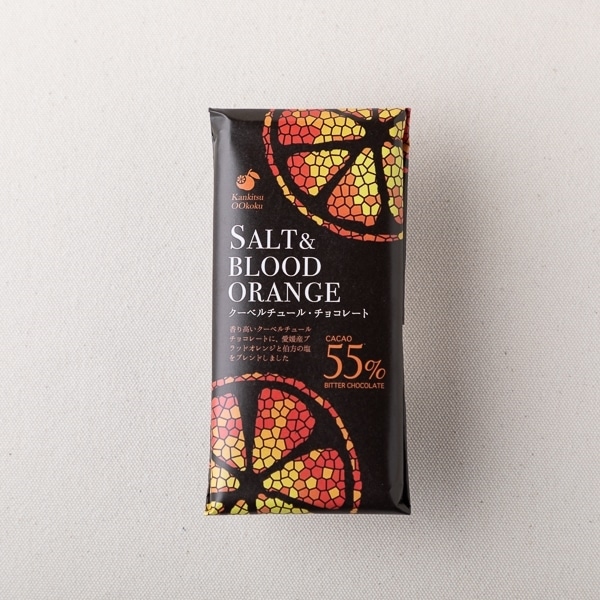 Kankitsu
OOkoku
SALT&
BLOOD
ORANGE
クーベルチュール・チョコレート
香り高いクーベルチュール
チョコレートに、愛媛産ブ
ラッドオレンジと伯方の塩
をブレンドしました
CACAO
55%
BITTER CHOCOLATE